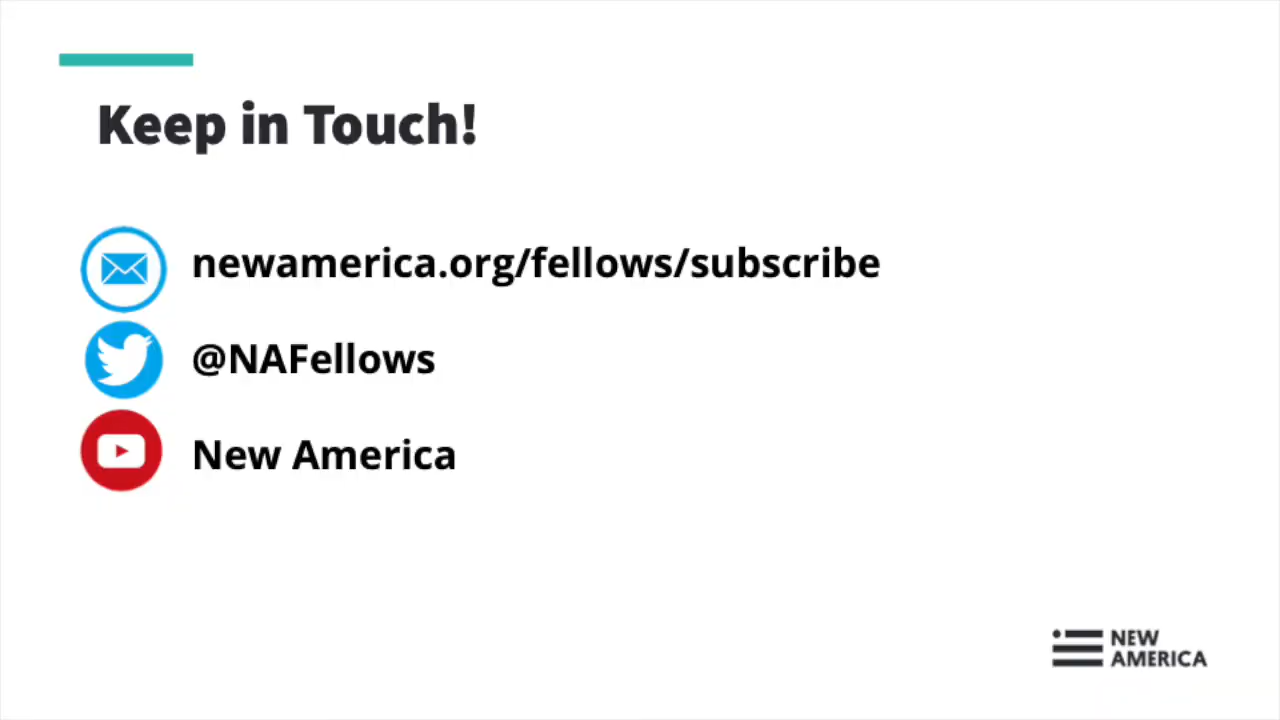 Keep in Touch!
newamerica.org/fellows/subscribe
@NAFellows
New America
NEW
AMERICA